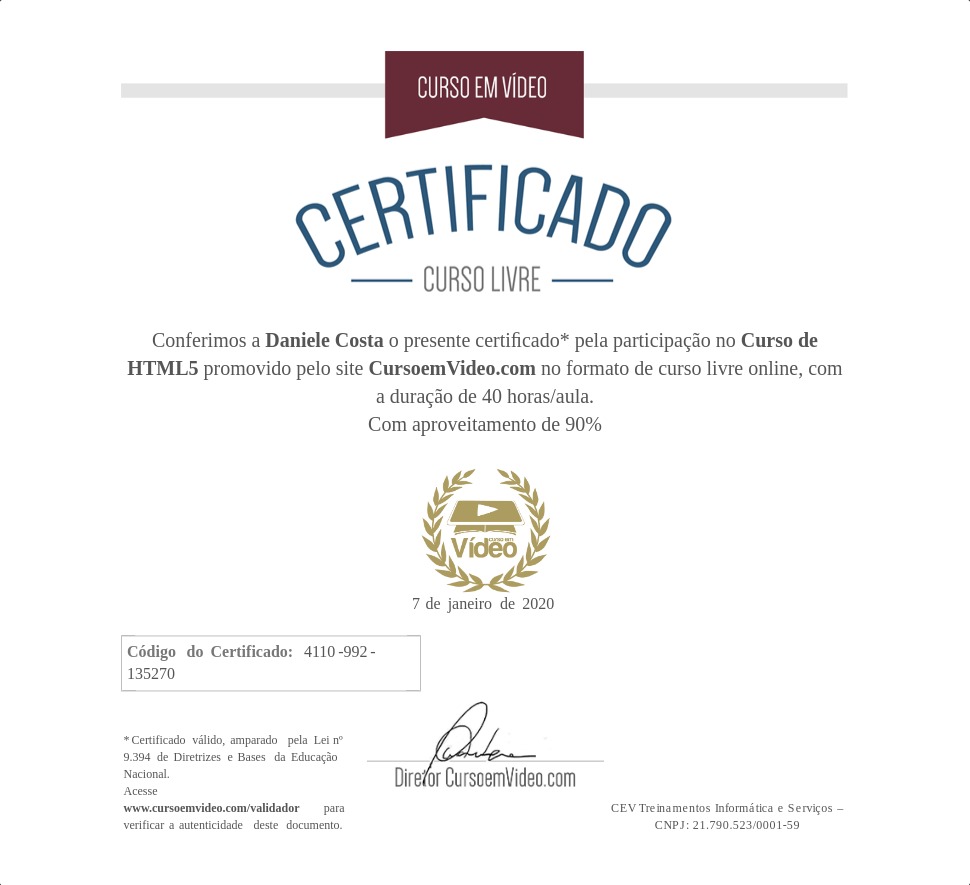 CURSO EM VÍDEO
CERTIFICADO
CURSO LIVRE
Conferimos a Daniele Costa o presente certificado* pela participação no Curso de
HTML5 promovido pelo site CursoemVideo.com no formato de curso livre online, com
a duração de 40 horas/aula.
Com aproveitamento de 90%
curso em
Vídeo
7 de janeiro de 2020
Código do Certificado: 4110-992-
135270
* Certificado válido, amparado pela Lei nº
9.394 de Diretrizes e Bases da Educação
Nacional.
Acesse
www.cursoemvideo.com/validador para
verificar a autenticidade deste documento.
Diretor CursoemVideo.com
CEV Treinamentos Informática e Serviços –
CNPJ: 21.790.523/0001-59